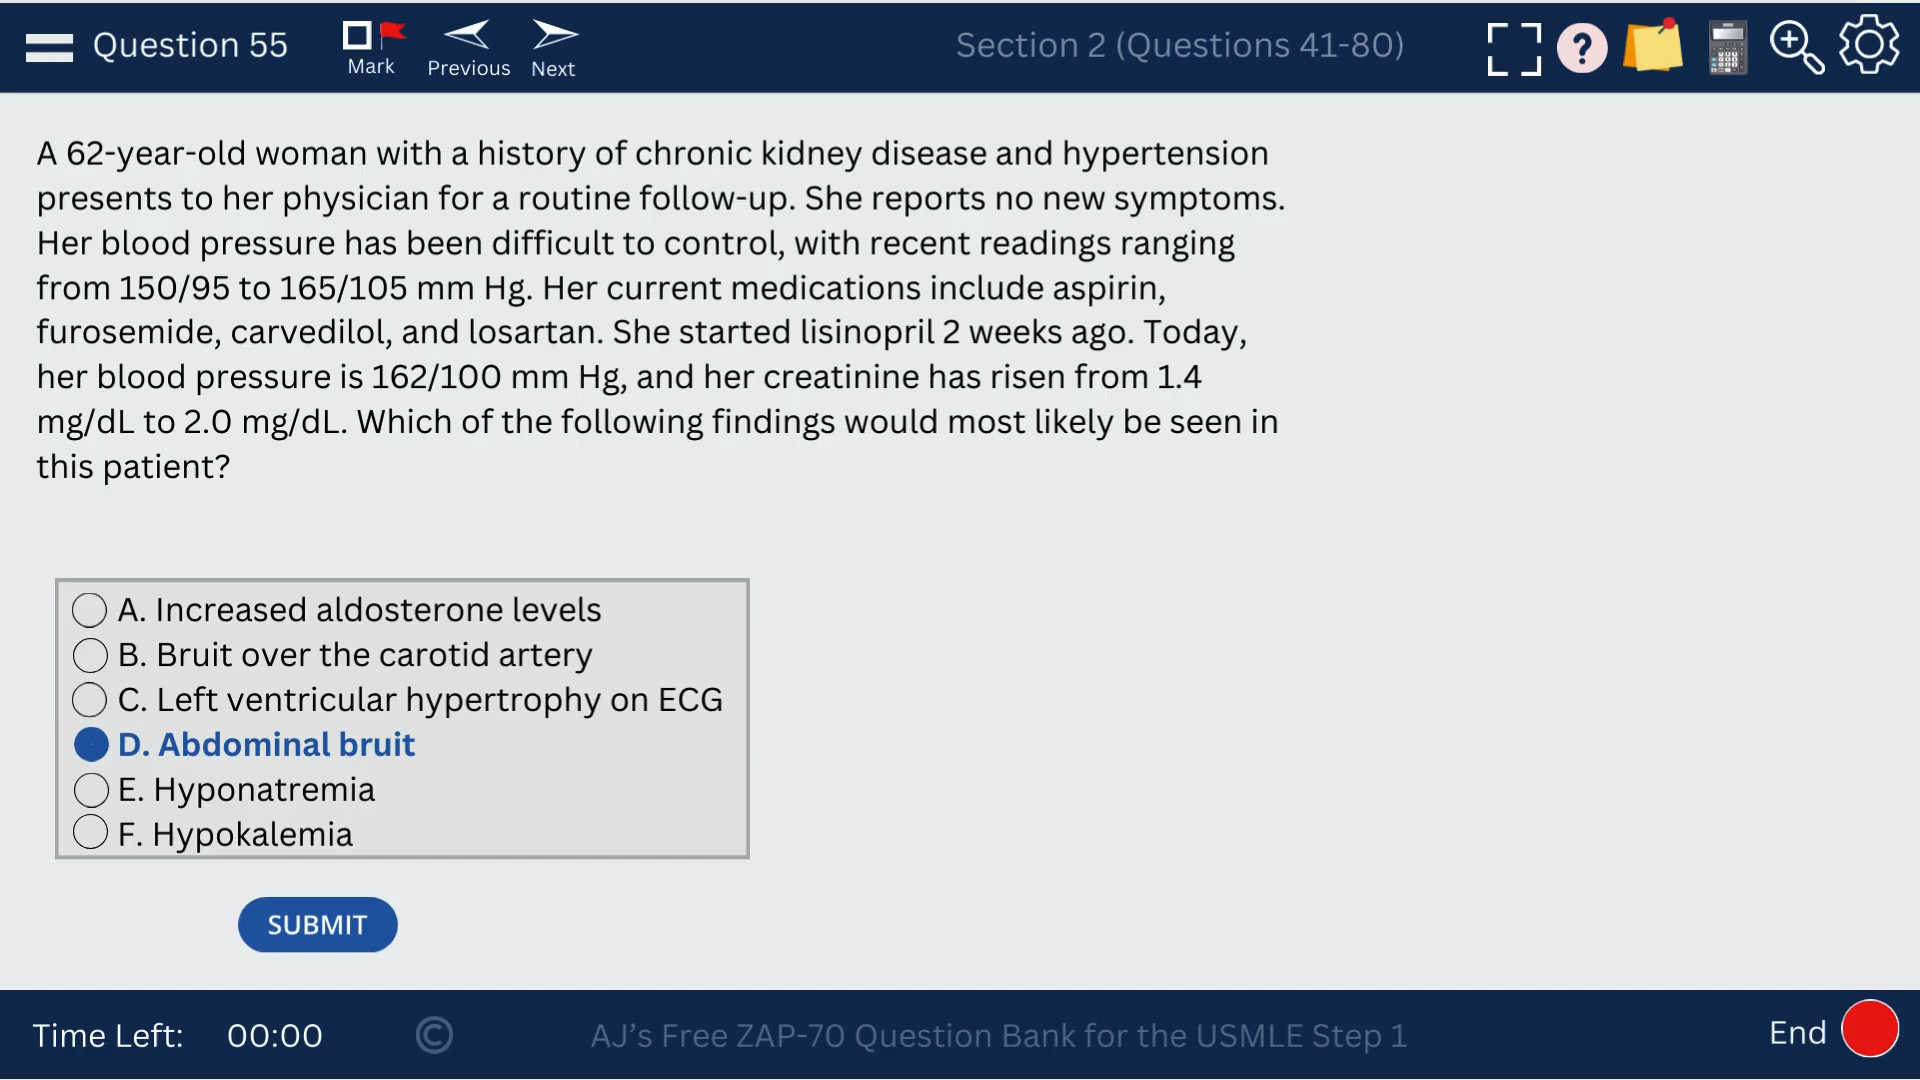 Question 55
Mark
Previous
Next
Section 2 (Questions 41-80)
?
A 62-year-old woman with a history of chronic kidney disease and hypertension
presents to her physician for a routine follow-up. She reports no new symptoms.
Her blood pressure has been difficult to control, with recent readings ranging
from 150/95 to 165/105 mm Hg. Her current medications include aspirin,
furosemide, carvedilol, and losartan. She started lisinopril 2 weeks ago. Today,
her blood pressure is 162/100 mm Hg, and her creatinine has risen from 1.4
mg/dL to 2.0 mg/dL. Which of the following findings would most likely be seen in
this patient?
A. Increased aldosterone levels
B. Bruit over the carotid artery
C. Left ventricular hypertrophy on ECG
D. Abdominal bruit
E. Hyponatremia
F. Hypokalemia
SUBMIT
Time Left: 00:00
© AJ’s Free ZAP-70 Question Bank for the USMLE Step 1
End